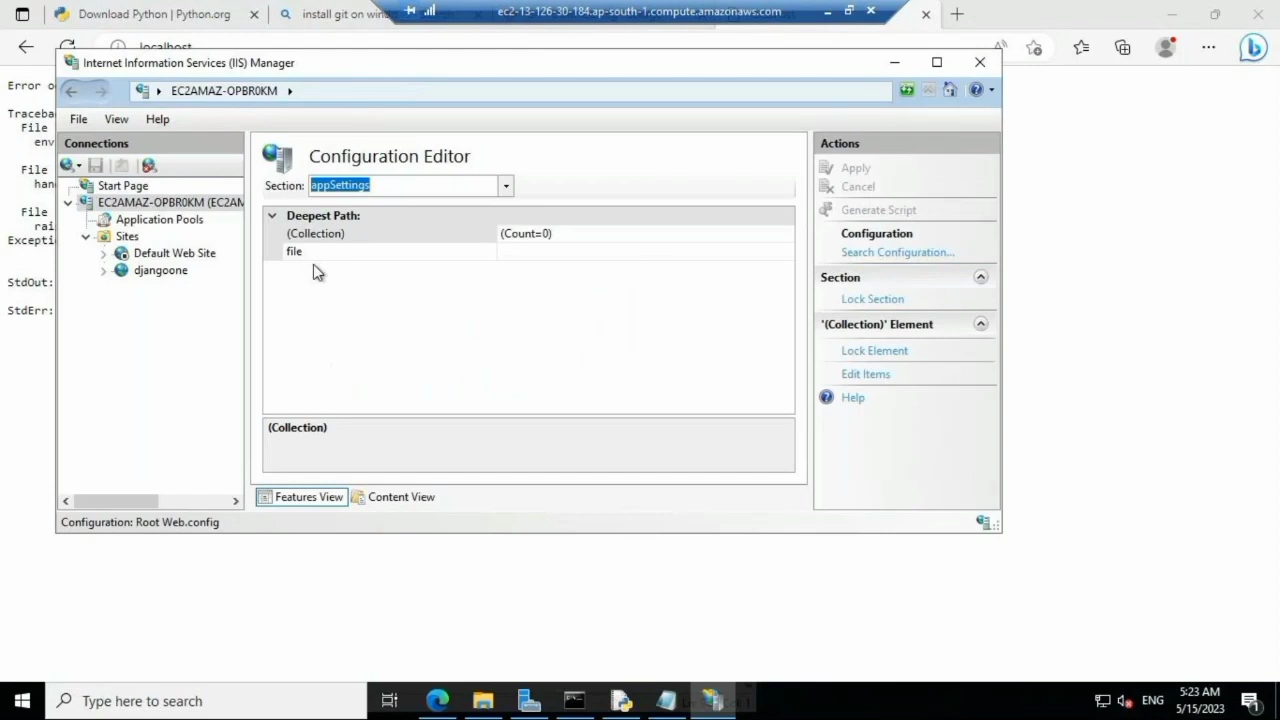 Download Python | Python.org
install git on win
ec2-13-126-30-184.ap-south-1.compute.amazonaws.com
localhost
Error o
Traceba
File
env
File
han
File
rai
Exceptio
StdOut:
StdErr:
Internet Information Services (IIS) Manager
EC2AMAZ-OPBR0KM
File View Help
Connections
Start Page
EC2AMAZ-OPBR0KM (EC2AM
Application Pools
Sites
Default Web Site
djangoone
Configuration Editor
Section: appSettings
Deepest Path:
(Collection) (Count=0)
file
(Collection)
Features View Content View
Actions
Apply
Cancel
Generate Script
Configuration
Search Configuration...
Section
Lock Section
'(Collection)' Element
Lock Element
Edit Items
Help
Configuration: Root Web.config
Type here to search
ENG
5:23 AM
5/15/2023